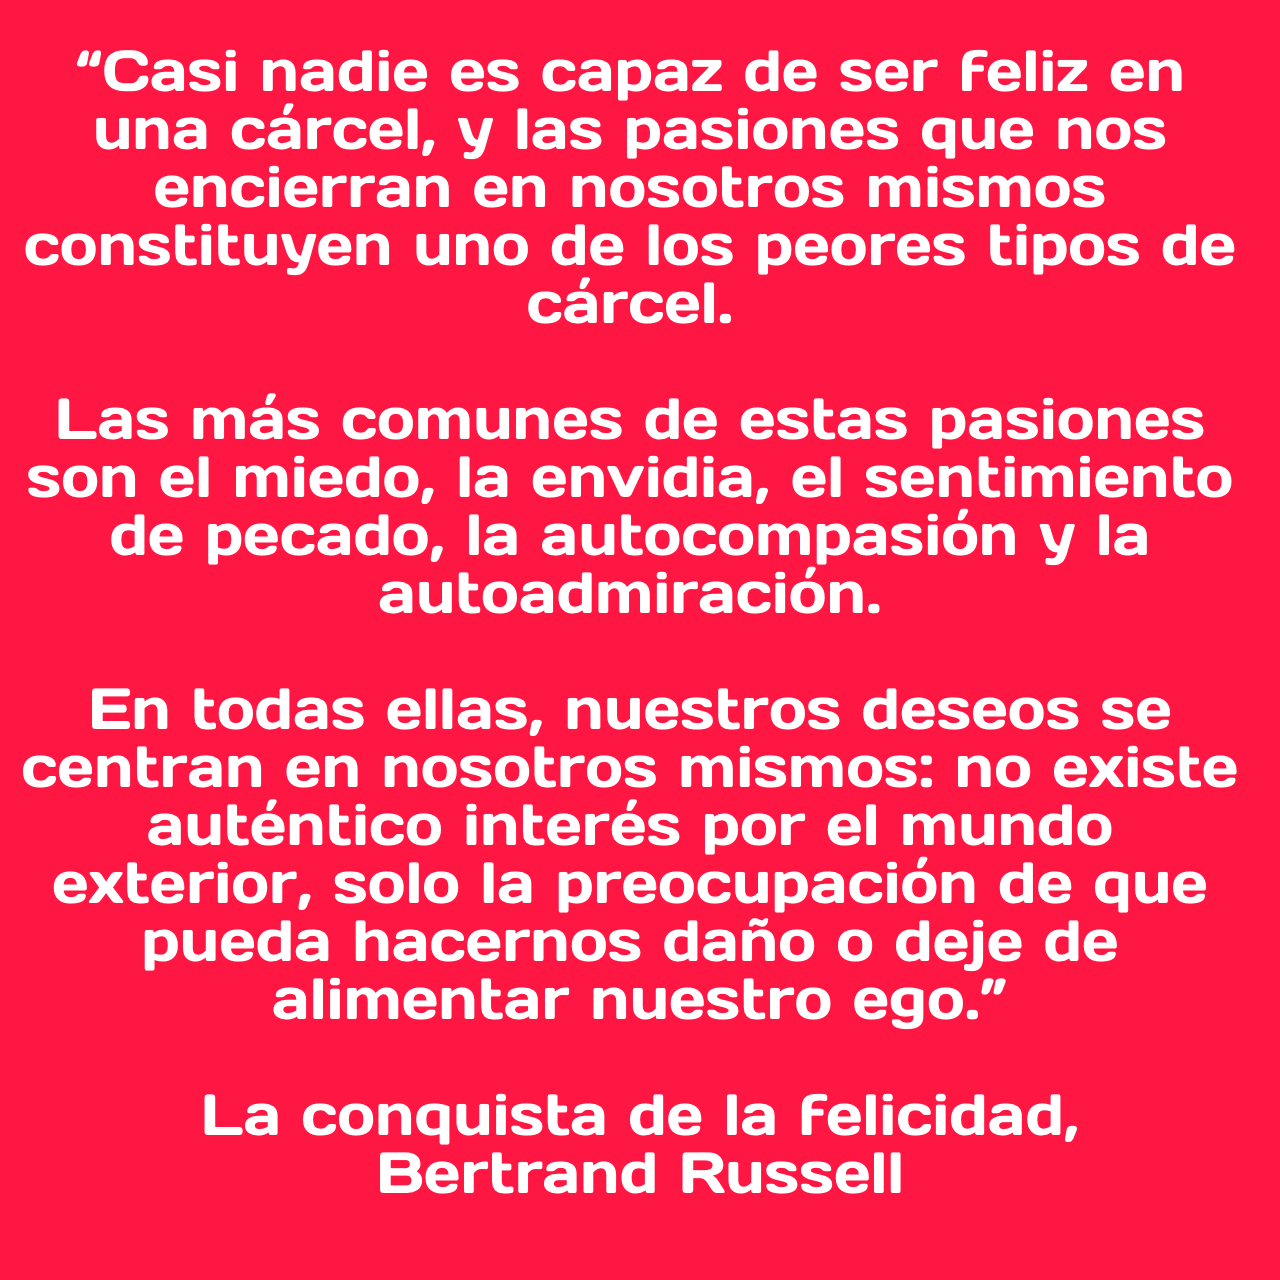 “Casi nadie es capaz de ser feliz en
una cárcel, y las pasiones que nos
encierran en nosotros mismos
constituyen uno de los peores tipos de
cárcel.
Las más comunes de estas pasiones
son el miedo, la envidia, el sentimiento
de pecado, la autocompasión y la
autoadmiración.
En todas ellas, nuestros deseos se
centran en nosotros mismos: no existe
auténtico interés por el mundo
exterior, solo la preocupación de que
pueda hacernos daño o deje de
alimentar nuestro ego.”
La conquista de la felicidad,
Bertrand Russell